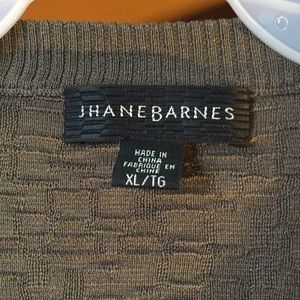 JHANEBARNES
MADE IN
CHINA
FABRIQUE EN
CHINE
XL/TG